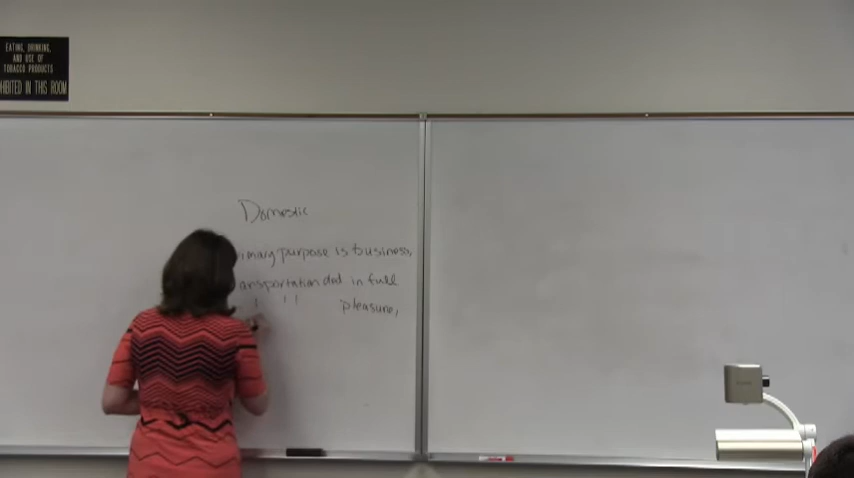 EATING, DRINKING,
AND USE OF
TOBACCO PRODUCTS
HIBITED IN THIS ROOM
Domestic
imary purpose is business,
ansportation ded in full
" pleasure,